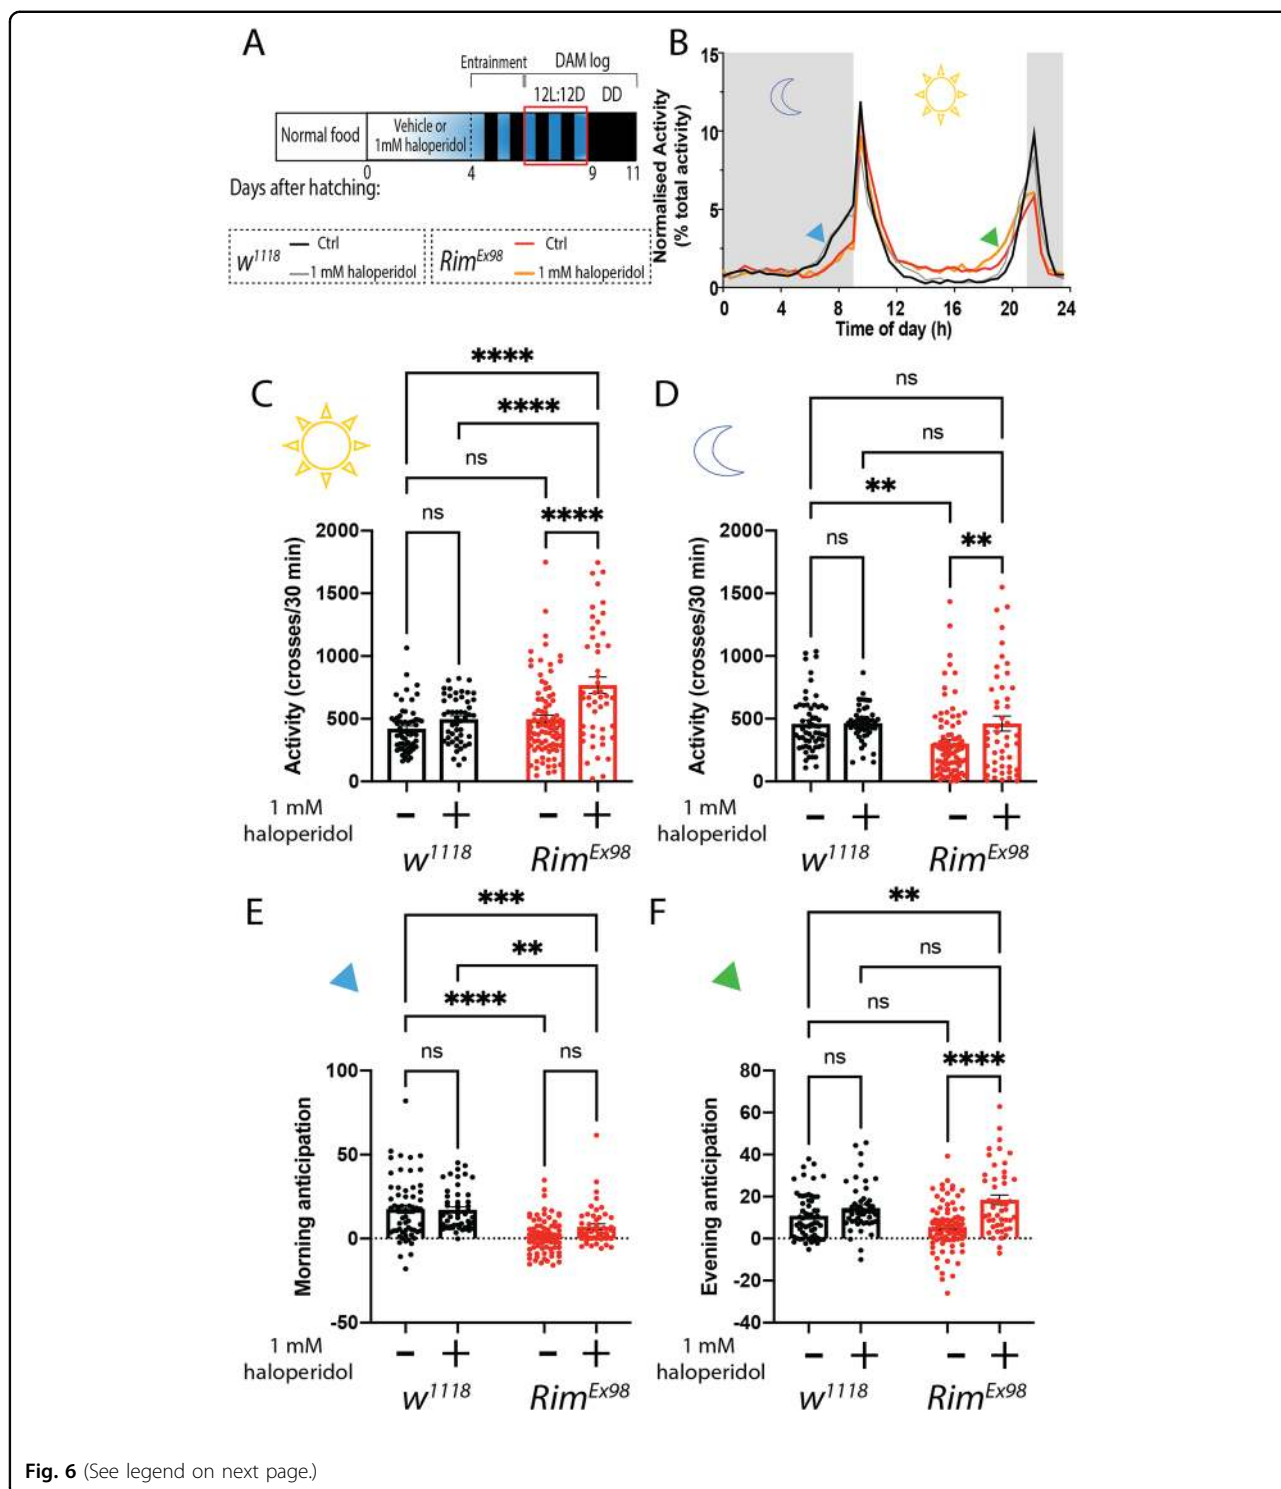 A
Entrainment
DAM log
12L:12D
DD
Normal food
Vehicle or
1mM haloperidol
0
4
9
11
Days after hatching:
w1118
Ctrl
1 mM haloperidol
RimEx98
Ctrl
1 mM haloperidol
B
Normalised Activity
(% total activity)
15
10
5
0
0 4 8 12 16 20 24
Time of day (h)
C
****
****
ns
ns
****
Activity (crosses/30 min)
2000
1500
1000
500
0
1 mM
haloperidol
- + - +
w1118
RimEx98
D
ns
ns
**
ns
**
Activity (crosses/30 min)
2000
1500
1000
500
0
1 mM
haloperidol
- + - +
w1118
RimEx98
E
***
**
****
ns
ns
Morning anticipation
100
50
0
-50
1 mM
haloperidol
- + - +
w1118
RimEx98
F
**
ns
ns
ns
****
Evening anticipation
80
60
40
20
0
-20
-40
1 mM
haloperidol
- + - +
w1118
RimEx98
Fig. 6 (See legend on next page.)